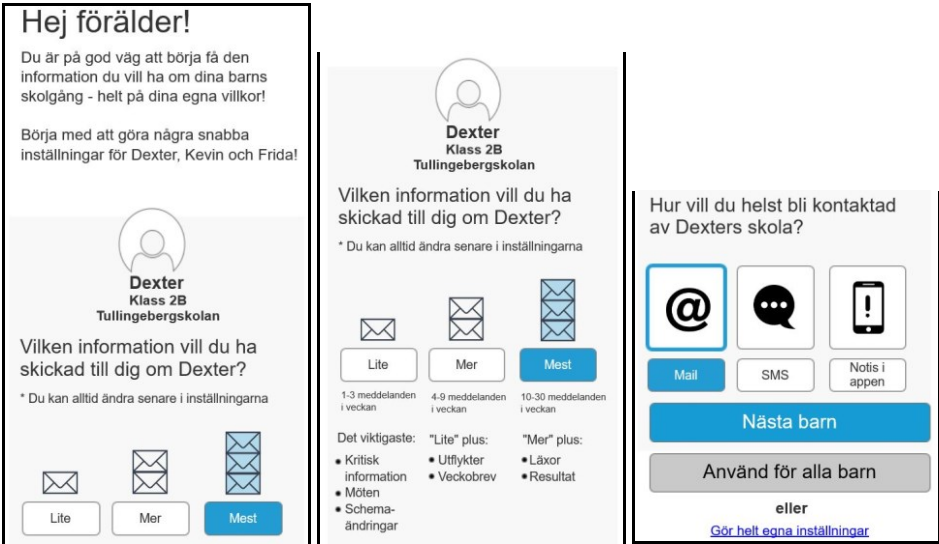 Hej förälder!
Du är på god väg att börja få den
information du vill ha om dina barns
skolgång - helt på dina egna villkor!
Börja med att göra några snabba
inställningar för Dexter, Kevin och Frida!
Dexter
Klass 2B
Tullingebergskolan
Vilken information vill du ha
skickad till dig om Dexter?
* Du kan alltid ändra senare i inställningarna
Lite
Mer
Mest
Dexter
Klass 2B
Tullingebergskolan
Vilken information vill du ha
skickad till dig om Dexter?
* Du kan alltid ändra senare i inställningarna
Lite
Mer
Mest
1-3 meddelanden
i veckan
4-9 meddelanden
i veckan
10-30 meddelanden
i veckan
Det viktigaste:
• Kritisk
information
• Möten
• Schema-
ändringar
"Lite" plus:
• Utflykter
• Veckobrev
"Mer" plus:
• Läxor
• Resultat
Hur vill du helst bli kontaktad
av Dexters skola?
@
!
Mail
SMS
Notis i
appen
Nästa barn
Använd för alla barn
eller
Gör helt egna inställningar